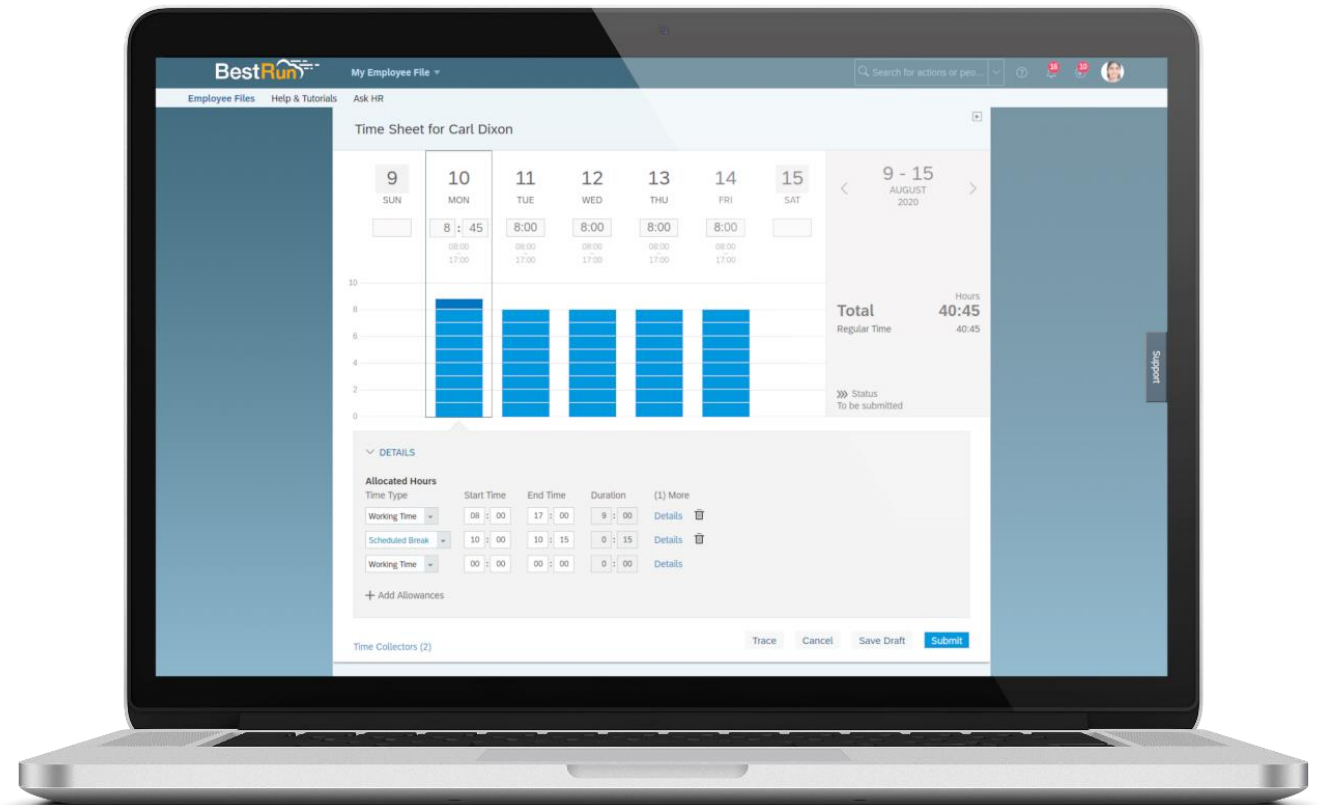 BestRun
My Employee File
Search for actions or peo...
16
10
Employee Files Help & Tutorials Ask HR
Time Sheet for Carl Dixon
9 10 11 12 13 14 15
SUN MON TUE WED THU FRI SAT
8 : 45 8:00 8:00 8:00 8:00
08:00 08:00 08:00 08:00 08:00
17:00 17:00 17:00 17:00 17:00
9 - 15
AUGUST
2020
10
8
6
4
2
0
Hours
Total 40:45
Regular Time 40:45
Status
To be submitted
Support
DETAILS
Allocated Hours
Time Type Start Time End Time Duration (1) More
Working Time 08 : 00 17 : 00 9 : 00 Details
Scheduled Break 10 : 00 10 : 15 0 : 15 Details
Working Time 00 : 00 00 : 00 0 : 00 Details
+ Add Allowances
Time Collectors (2)
Trace Cancel Save Draft Submit